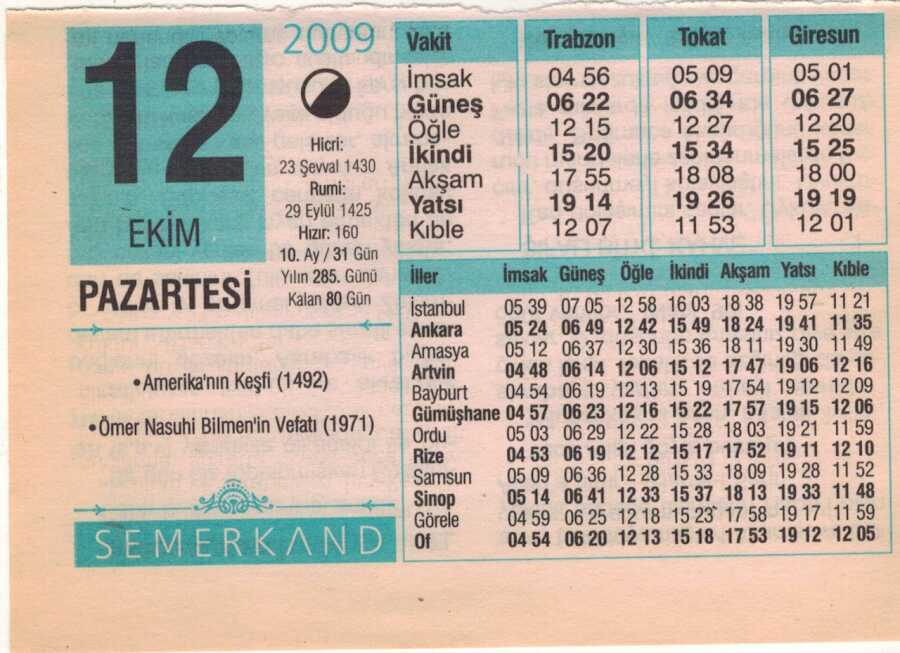 12
EKİM
PAZARTESİ
2009
Hicri:
23 Şevval 1430
Rumi:
29 Eylül 1425
Hızır: 160
10. Ay / 31 Gün
Yılın 285. Günü
Kalan 80 Gün
•Amerika'nın Keşfi (1492)
•Ömer Nasuhi Bilmen'in Vefatı (1971)
SEMERKAND
Vakit Trabzon Tokat Giresun
İmsak 04 56 05 09 05 01
Güneş 06 22 06 34 06 27
Öğle 12 15 12 27 12 20
İkindi 15 20 15 34 15 25
Akşam 17 55 18 08 18 00
Yatsı 19 14 19 26 19 19
Kıble 12 07 11 53 12 01
İller İmsak Güneş Öğle İkindi Akşam Yatsı Kıble
İstanbul 05 39 07 05 12 58 16 03 18 38 19 57 11 21
Ankara 05 24 06 49 12 42 15 49 18 24 19 41 11 35
Amasya 05 12 06 37 12 30 15 36 18 11 19 30 11 49
Artvin 04 48 06 14 12 06 15 12 17 47 19 06 12 16
Bayburt 04 54 06 19 12 13 15 19 17 54 19 12 12 09
Gümüşhane 04 57 06 23 12 16 15 22 17 57 19 15 12 06
Ordu 05 03 06 29 12 22 15 28 18 03 19 21 11 59
Rize 04 53 06 19 12 12 15 17 17 52 19 11 12 10
Samsun 05 09 06 36 12 28 15 33 18 09 19 28 11 52
Sinop 05 14 06 41 12 33 15 37 18 13 19 33 11 48
Görele 04 59 06 25 12 18 15 23 17 58 19 17 11 59
Of 04 54 06 20 12 13 15 18 17 53 19 12 12 05